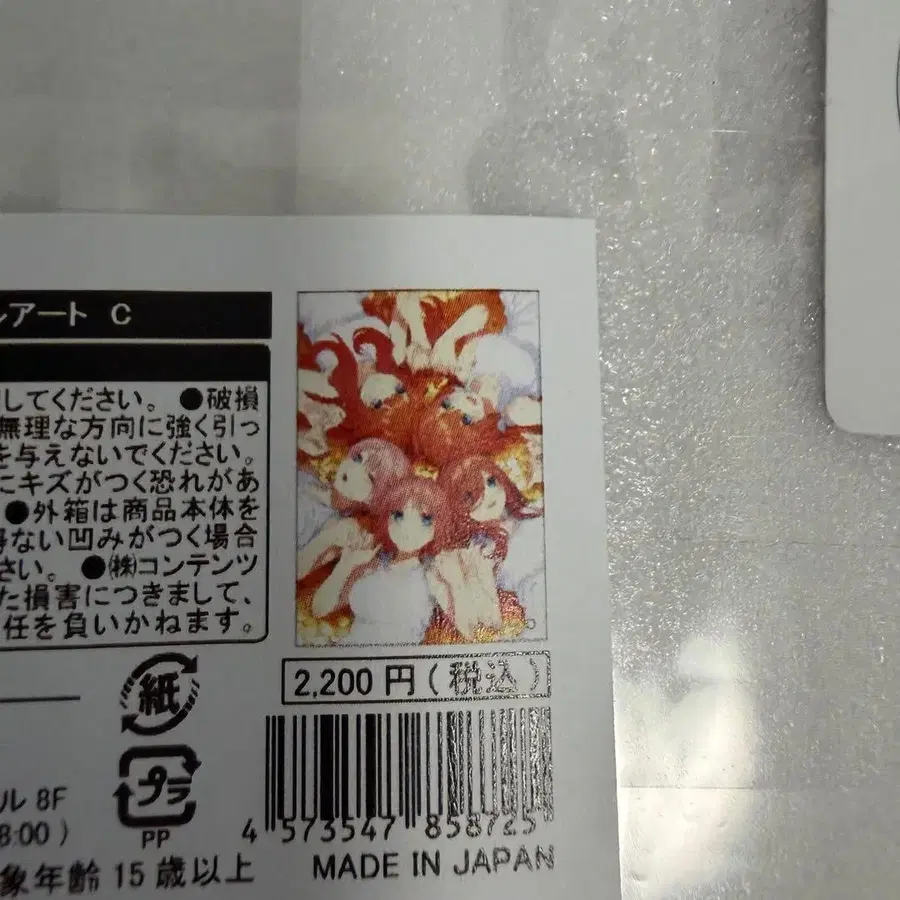 ルアート C
してください。●破損
無理な方向に強く引っ
を与えないでください。
にキズがつく恐れがあ
●外箱は商品本体を
得ない凹みがつく場合
さい。●㈱コンテンツ
た損害につきまして、
任を負いかねます。
2,200円(税込)
紙
プラ
PP
ル 8F
8:00)
象年齢15歳以上
4 573547 858725
MADE IN JAPAN